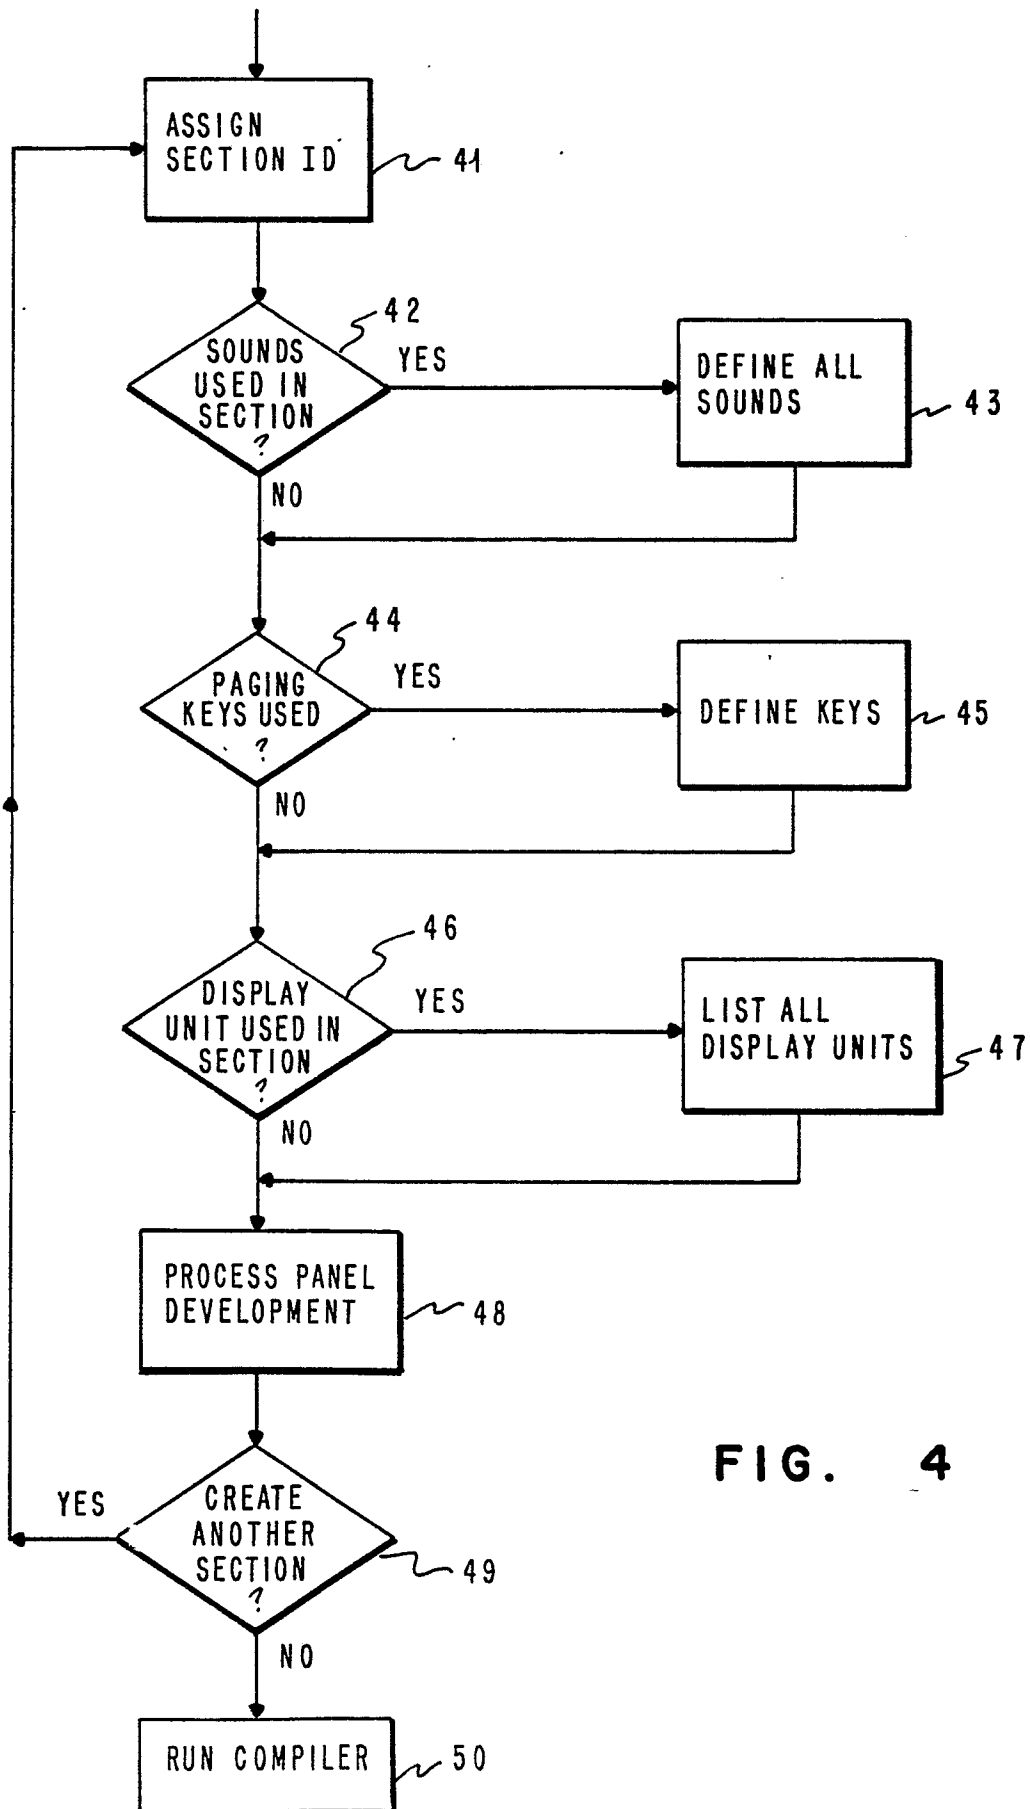 ASSIGN
SECTION ID
41
42
SOUNDS
USED IN
SECTION
?
YES
DEFINE ALL
SOUNDS
43
NO
44
PAGING
KEYS USED
?
YES
DEFINE KEYS
45
NO
46
DISPLAY
UNIT USED IN
SECTION
?
YES
LIST ALL
DISPLAY UNITS
47
NO
PROCESS PANEL
DEVELOPMENT
48
FIG. 4
YES
CREATE
ANOTHER
SECTION
?
49
NO
RUN COMPILER
50